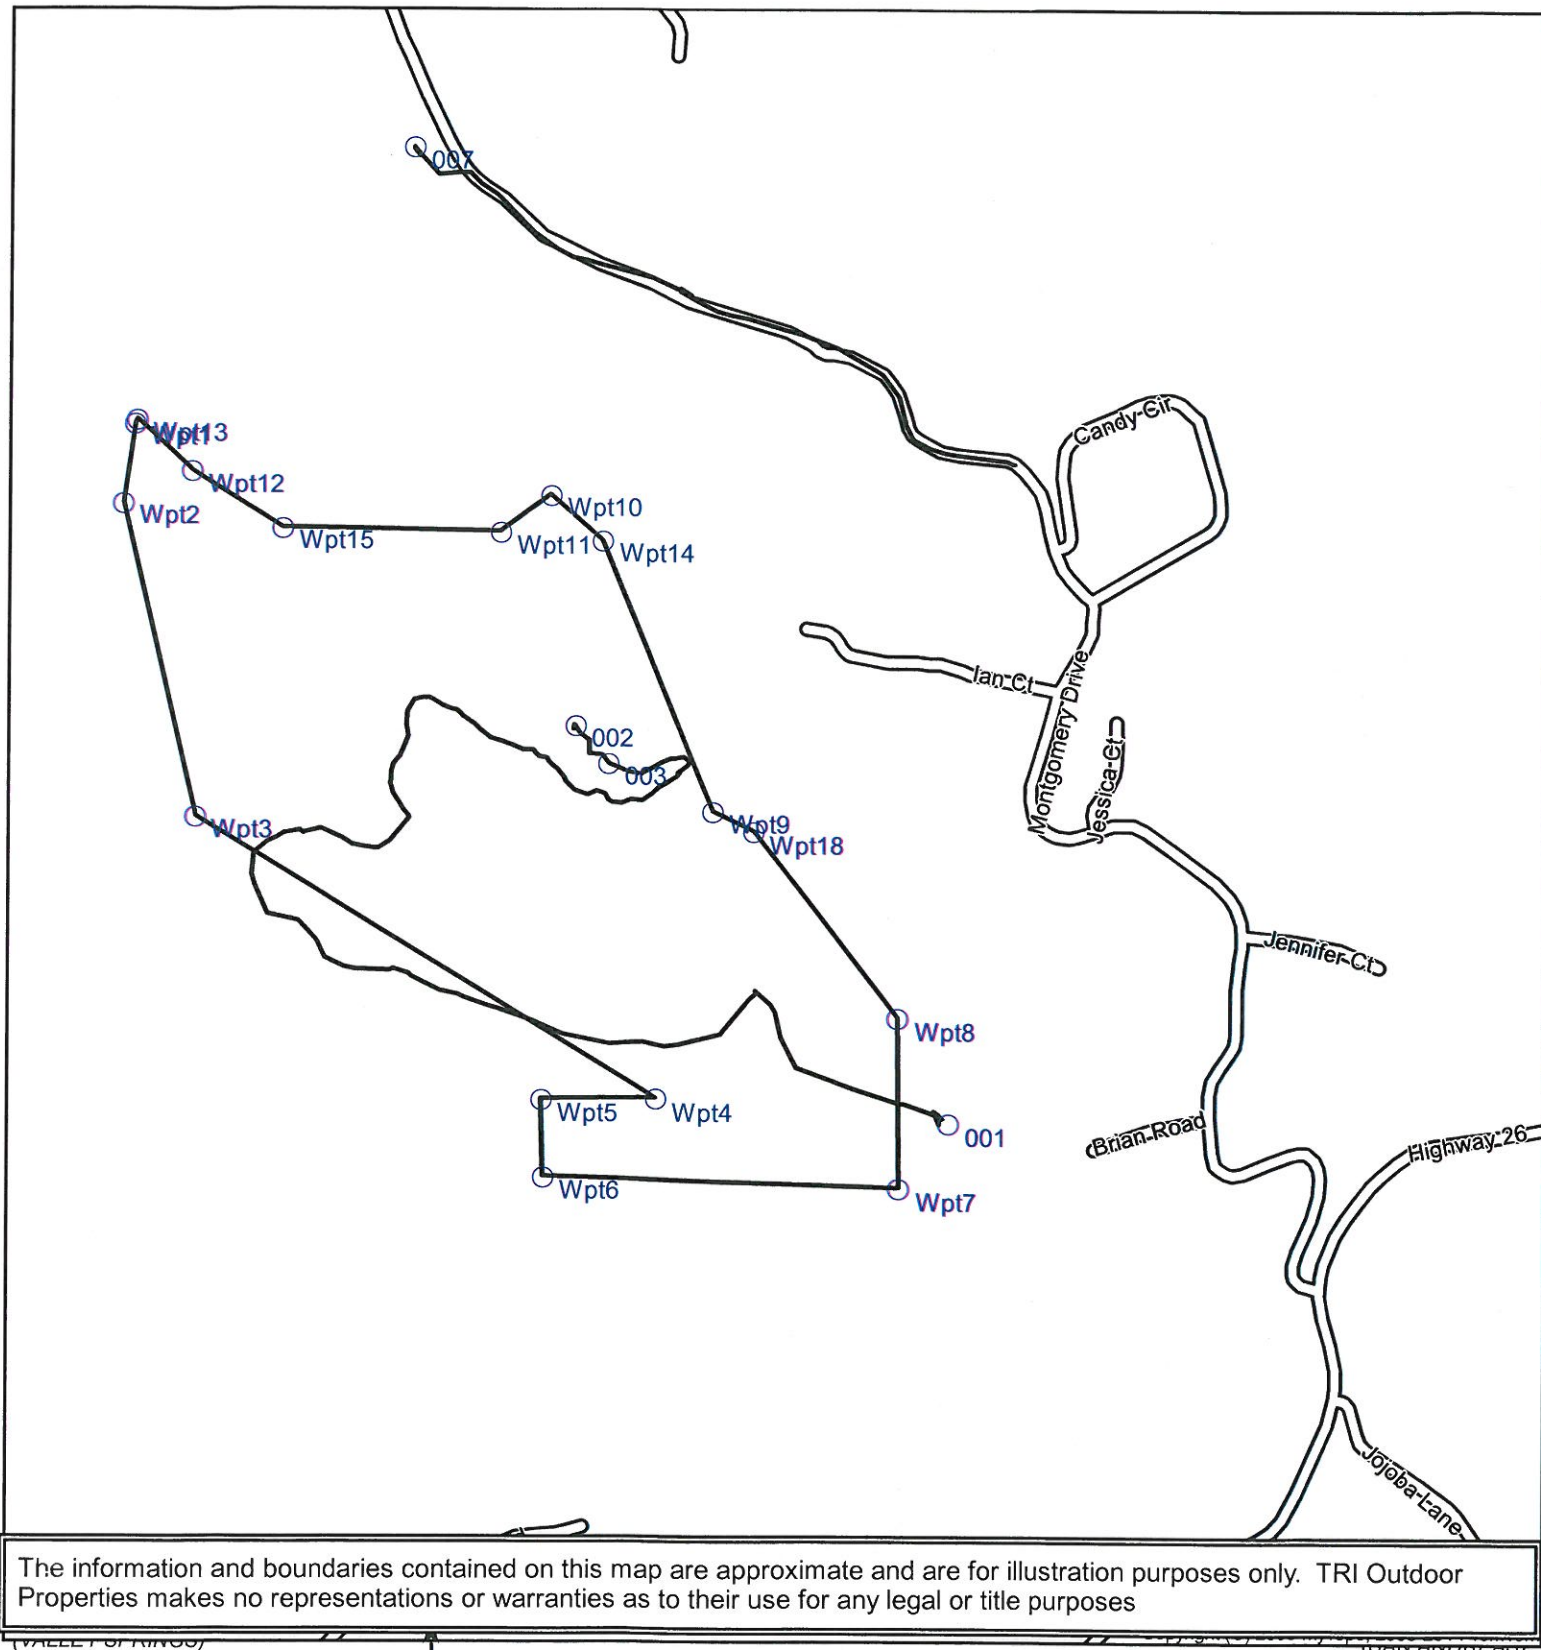 007
Candy Cir
Wpt13
Wpt1
Wpt12
Wpt2
Wpt10
Wpt15
Wpt11
Wpt14
Ian Ct
Montgomery Drive
002
Jessica Ct
003
Wpt3
Wpt9
Wpt18
Jennifer Ct
Wpt8
Wpt5
Wpt4
Brian Road
001
Highway 26
Wpt6
Wpt7
Jojoba Lane
The information and boundaries contained on this map are approximate and are for illustration purposes only. TRI Outdoor
Properties makes no representations or warranties as to their use for any legal or title purposes
(VALLEY SPRINGS)